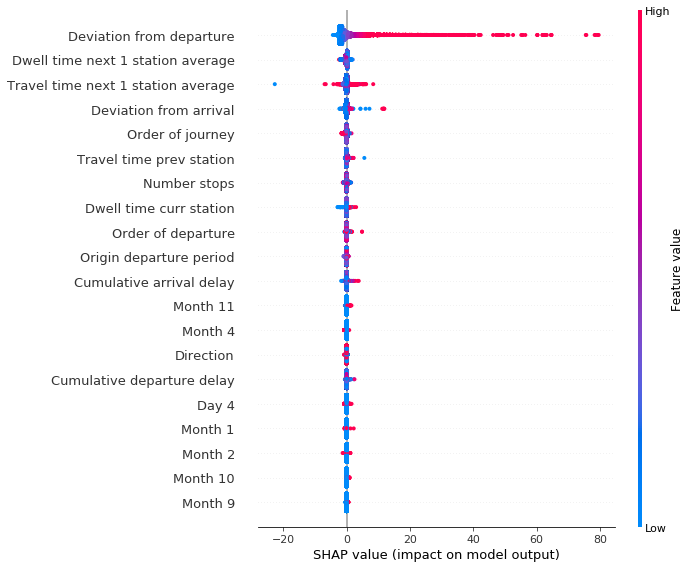 High
Deviation from departure
Dwell time next 1 station average
Travel time next 1 station average
Deviation from arrival
Order of journey
Travel time prev station
Number stops
Dwell time curr station
Order of departure
Origin departure period
Cumulative arrival delay
Month 11
Month 4
Direction
Cumulative departure delay
Day 4
Month 1
Month 2
Month 10
Month 9
Feature value
Low
−20 0 20 40 60 80
SHAP value (impact on model output)